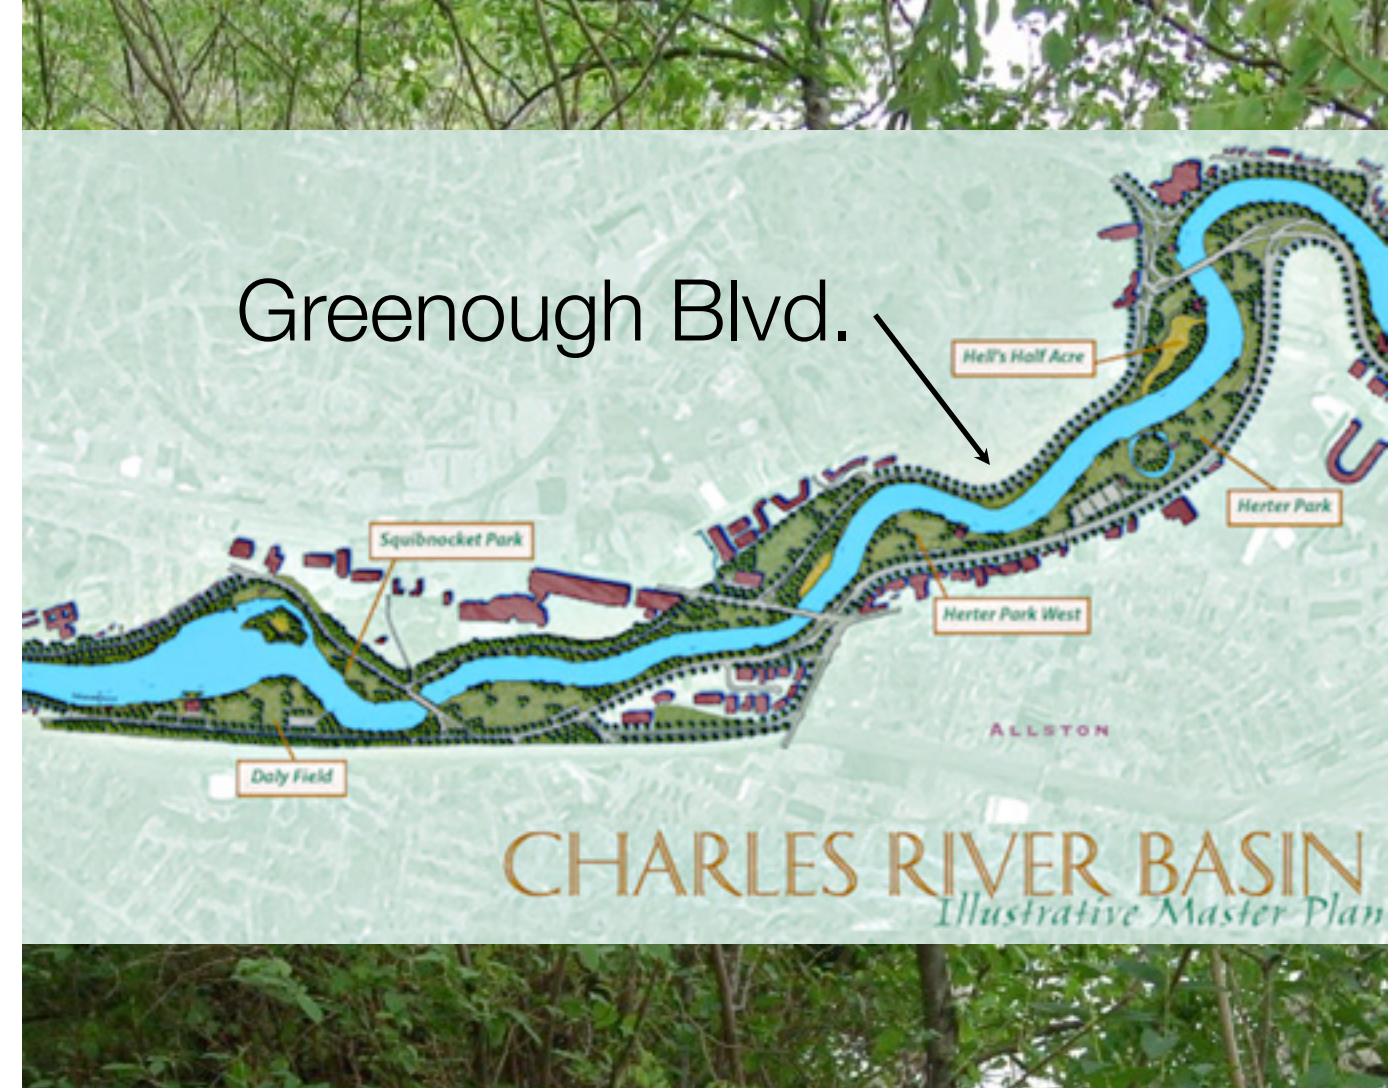 Greenough Blvd.
Hell's Half Acre
Herter Park
Squibnocket Park
Herter Park West
ALLSTON
Daly Field
CHARLES RIVER BASIN
Illustrative Master Plan